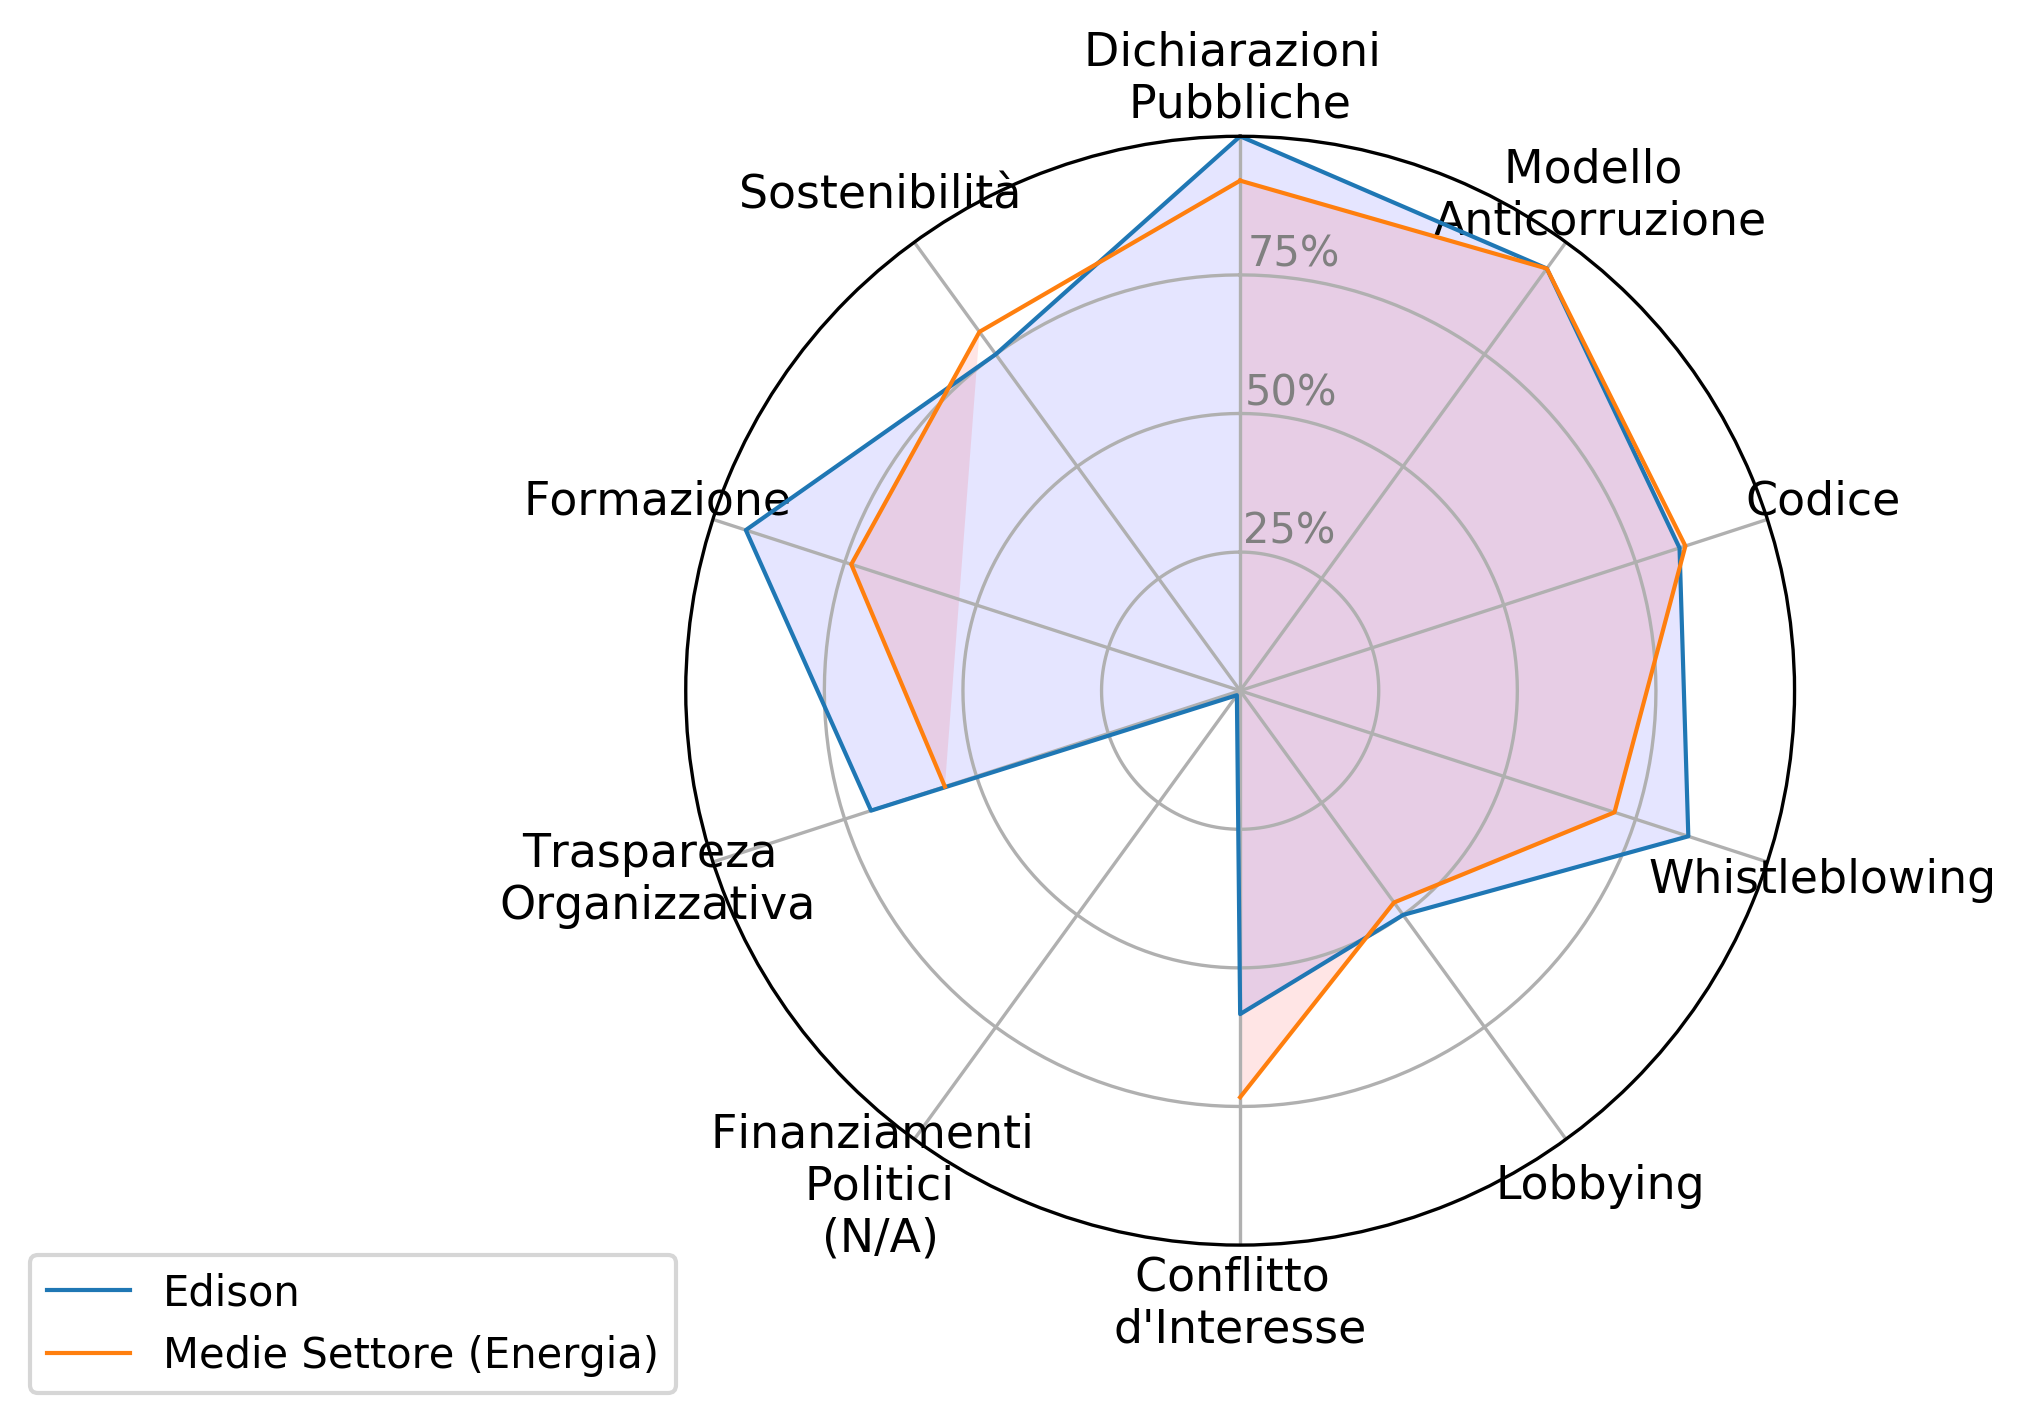 Dichiarazioni
Pubbliche
Modello
Anticorruzione
Sostenibilità
75%
50%
25%
Formazione
Codice
Traspareza
Organizzativa
Whistleblowing
Finanziamenti
Politici
(N/A)
Lobbying
Conflitto
d'Interesse
Edison
Medie Settore (Energia)